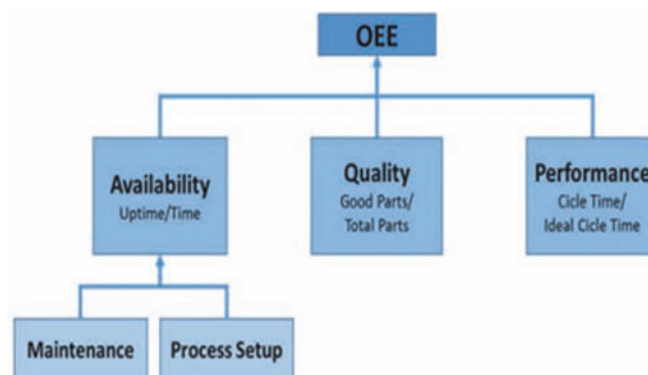 OEE
Availability
Uptime/Time
Quality
Good Parts/
Total Parts
Performance
Cicle Time/
Ideal Cicle Time
Maintenance
Process Setup